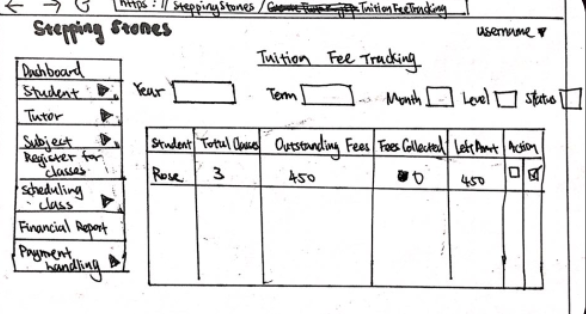 https://steppingstones/TuitionFeeTracking
Stepping Stones
username
Tuition Fee Tracking
Year Term Month Level Status
Dashboard
Student
Tutor
Subject
Register for
classes
Scheduling
class
Financial Report
Payment
handling
Student Total Classes Outstanding Fees Fees Collected Left Amt Action
Rose 3 450 0 450